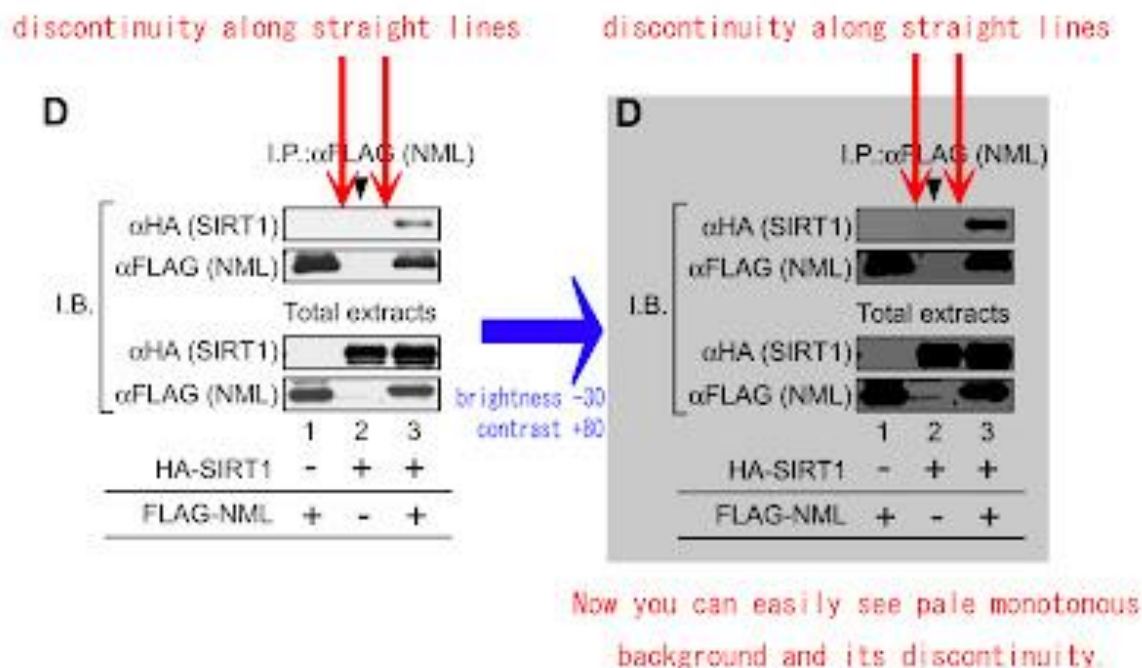 discontinuity along straight lines
D
I.P.:αFLAG (NML)
αHA (SIRT1)
αFLAG (NML)
I.B.
Total extracts
αHA (SIRT1)
αFLAG (NML)
1 2 3
HA-SIRT1 - + +
FLAG-NML + - +
brightness -30
contrast +80
discontinuity along straight lines
D
I.P.:αFLAG (NML)
αHA (SIRT1)
αFLAG (NML)
I.B.
Total extracts
αHA (SIRT1)
αFLAG (NML)
1 2 3
HA-SIRT1 - + +
FLAG-NML + - +
Now you can easily see pale monotonous
background and its discontinuity.